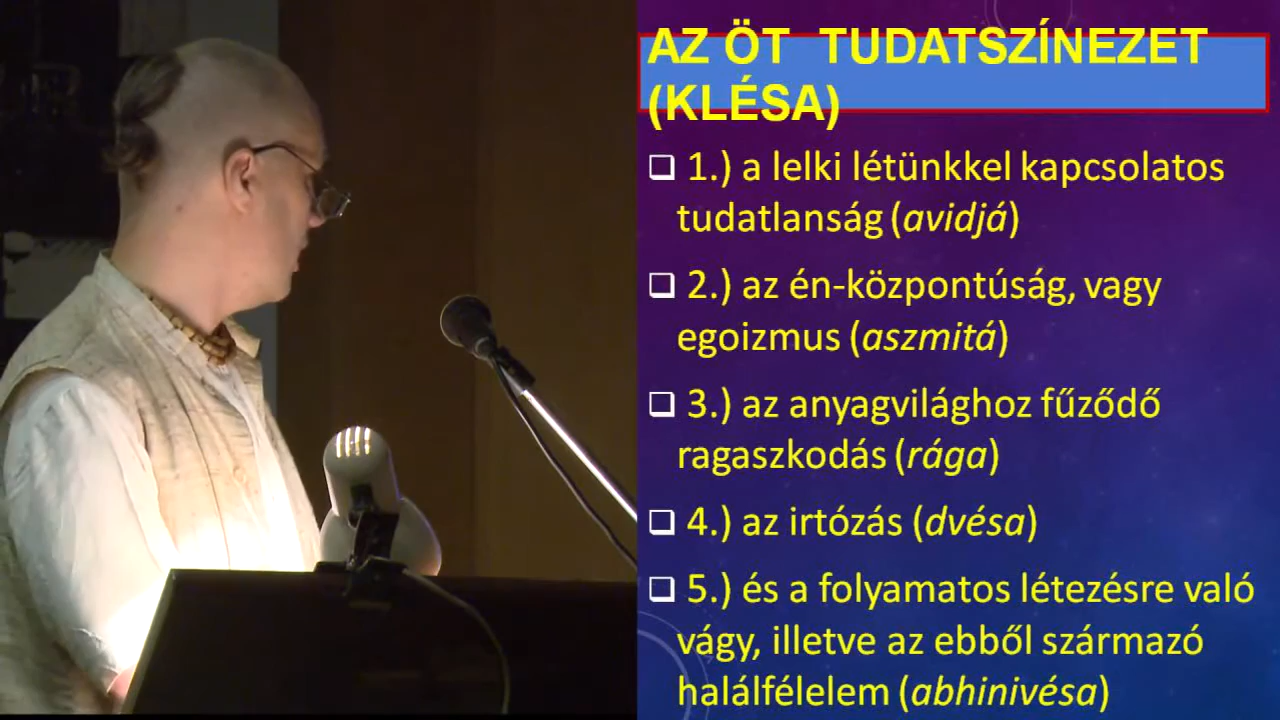 AZ ÖT TUDATSZÍNEZET
(KLÉSA)
1.) a lelki létünkkel kapcsolatos
tudatlanság (avidjá)
2.) az én-központúság, vagy
egoizmus (aszmitá)
3.) az anyagvilághoz fűződő
ragaszkodás (rága)
4.) az irtózás (dvésa)
5.) és a folyamatos létezésre való
vágy, illetve az ebből származó
halálfélelem (abhinivésa)